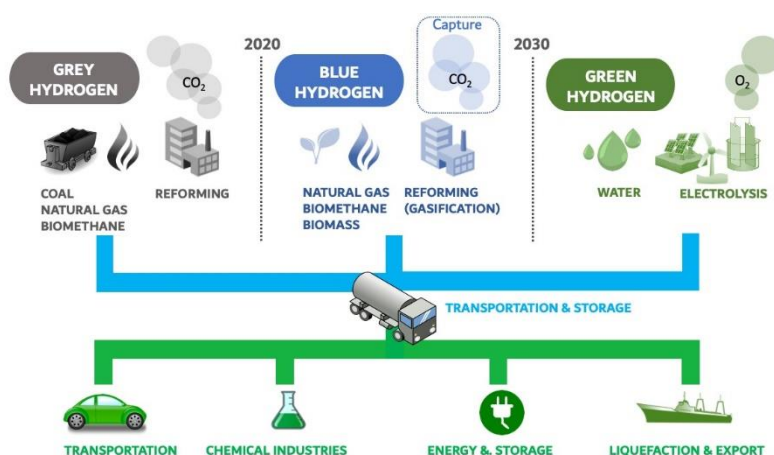 GREY
HYDROGEN
CO₂
2020
BLUE
HYDROGEN
Capture
CO₂
2030
GREEN
HYDROGEN
O₂
COAL
NATURAL GAS
BIOMETHANE
REFORMING
NATURAL GAS
BIOMETHANE
BIOMASS
REFORMING
(GASIFICATION)
WATER
ELECTROLYSIS
TRANSPORTATION & STORAGE
TRANSPORTATION
CHEMICAL INDUSTRIES
ENERGY &. STORAGE
LIQUEFACTION & EXPORT